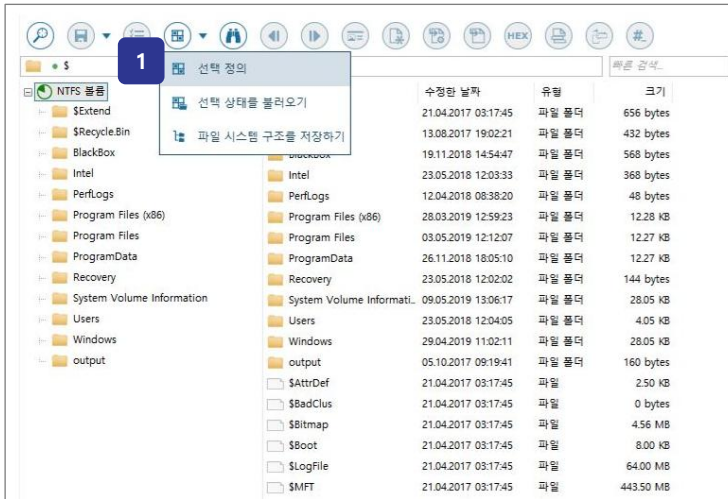 HEX
#_
$
빠른 검색...
1
선택 정의
선택 상태를 불러오기
파일 시스템 구조를 저장하기
NTFS 볼륨
$Extend
$Recycle.Bin
BlackBox
Intel
PerfLogs
Program Files (x86)
Program Files
ProgramData
Recovery
System Volume Information
Users
Windows
output
수정한 날짜 유형 크기
21.04.2017 03:17:45 파일 폴더 656 bytes
13.08.2017 19:02:21 파일 폴더 432 bytes
BlackBox 19.11.2018 14:54:47 파일 폴더 568 bytes
Intel 23.05.2018 12:03:33 파일 폴더 368 bytes
PerfLogs 12.04.2018 08:38:20 파일 폴더 48 bytes
Program Files (x86) 28.03.2019 12:59:23 파일 폴더 12.28 KB
Program Files 03.05.2019 12:12:07 파일 폴더 12.27 KB
ProgramData 26.11.2018 18:05:10 파일 폴더 12.27 KB
Recovery 23.05.2018 12:02:02 파일 폴더 144 bytes
System Volume Informati... 09.05.2019 13:06:17 파일 폴더 28.05 KB
Users 23.05.2018 12:04:05 파일 폴더 4.05 KB
Windows 29.04.2019 11:02:11 파일 폴더 28.05 KB
output 05.10.2017 09:19:41 파일 폴더 160 bytes
$AttrDef 21.04.2017 03:17:45 파일 2.50 KB
$BadClus 21.04.2017 03:17:45 파일 0 bytes
$Bitmap 21.04.2017 03:17:45 파일 4.56 MB
$Boot 21.04.2017 03:17:45 파일 8.00 KB
$LogFile 21.04.2017 03:17:45 파일 64.00 MB
$MFT 21.04.2017 03:17:45 파일 443.50 MB